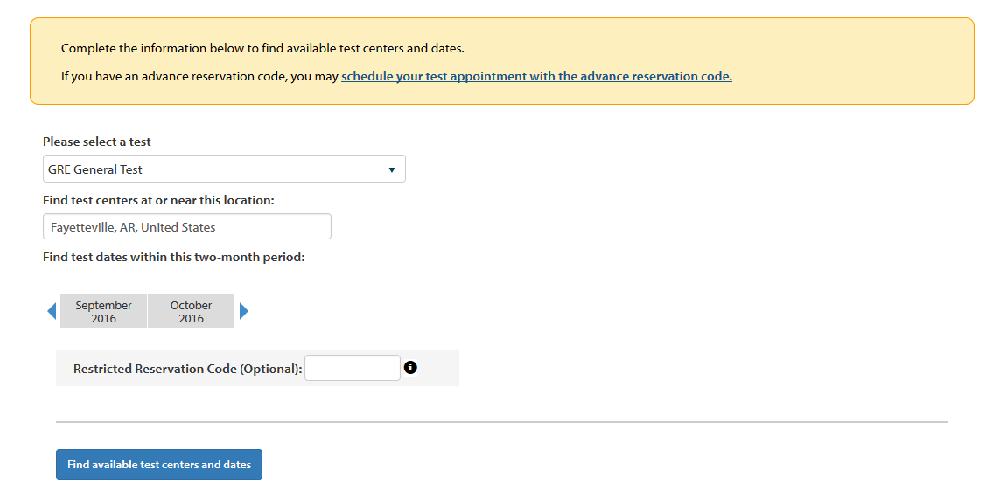 Complete the information below to find available test centers and dates.
If you have an advance reservation code, you may schedule your test appointment with the advance reservation code.
Please select a test
GRE General Test
Find test centers at or near this location:
Fayetteville, AR, United States
Find test dates within this two-month period:
September 2016
October 2016
Restricted Reservation Code (Optional):
Find available test centers and dates